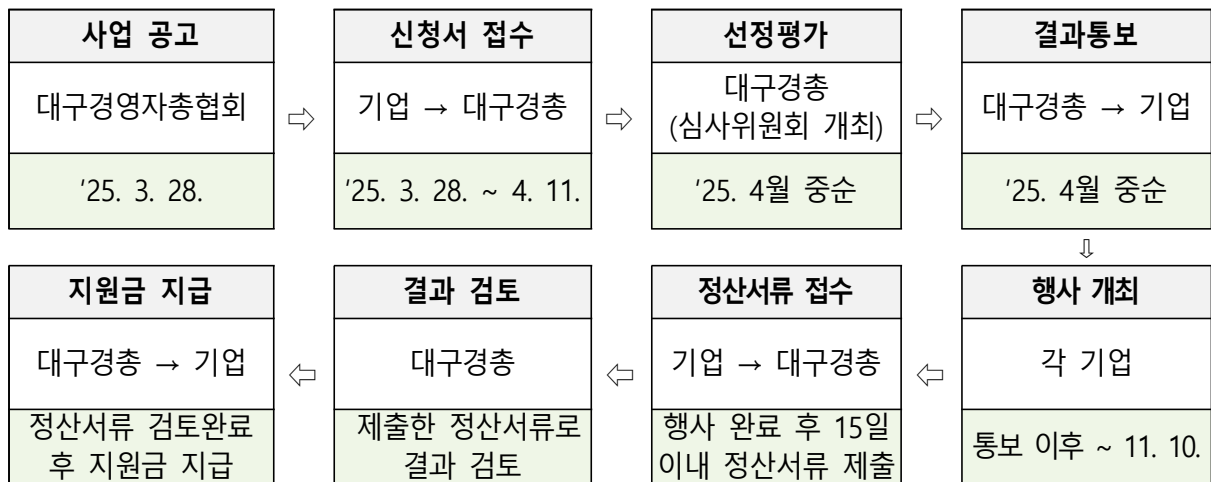 사업 공고
대구경영자총협회
'25. 3. 28.
⇨
신청서 접수
기업 → 대구경총
'25. 3. 28. ~ 4. 11.
⇨
선정평가
대구경총
(심사위원회 개최)
'25. 4월 중순
⇨
결과통보
대구경총 → 기업
'25. 4월 중순
⇩
행사 개최
각 기업
통보 이후 ~ 11. 10.
⇦
정산서류 접수
기업 → 대구경총
행사 완료 후 15일
이내 정산서류 제출
⇦
결과 검토
대구경총
제출한 정산서류로
결과 검토
⇦
지원금 지급
대구경총 → 기업
정산서류 검토완료
후 지원금 지급